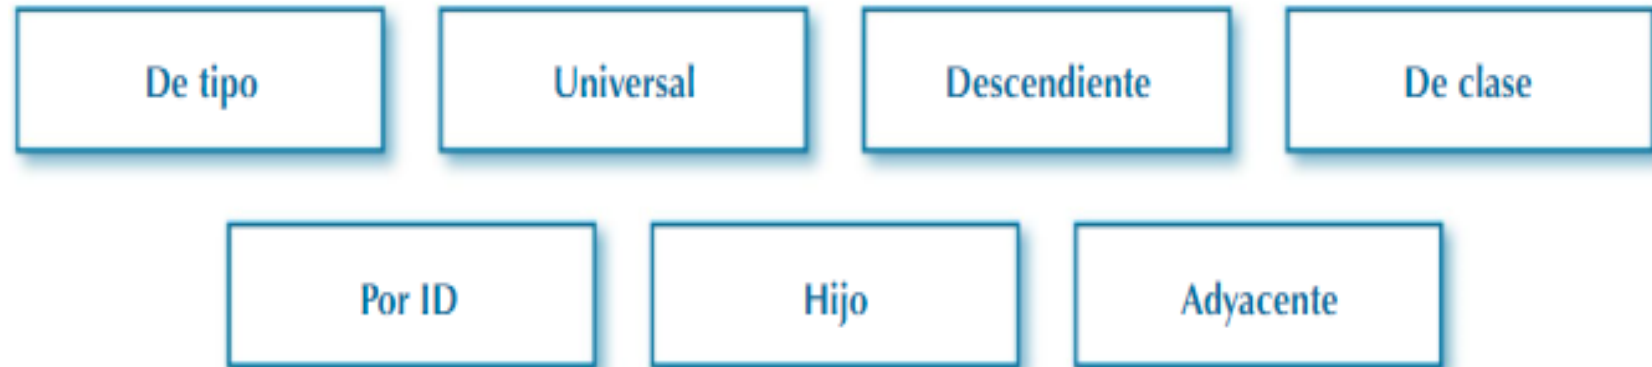 De tipo
Universal
Descendiente
De clase
Por ID
Hijo
Adyacente